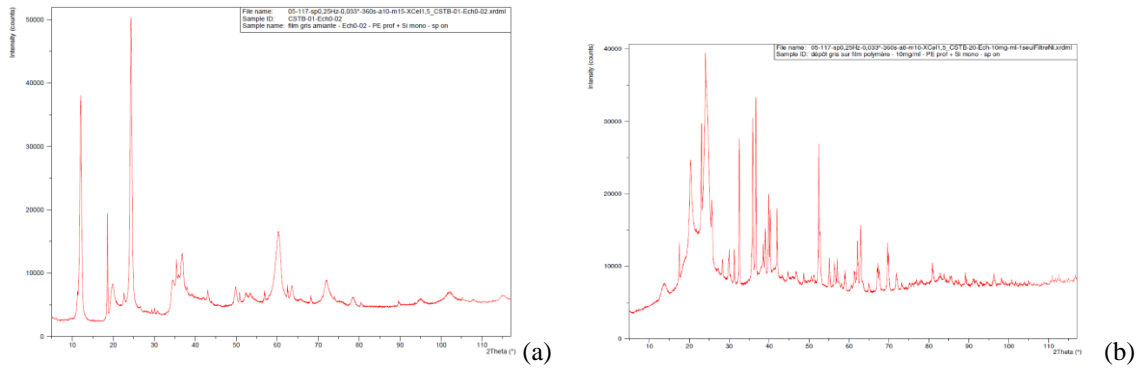 Intensity (counts)
File name: 05-117-sp0,25Hz-0,033°-360s-a10-m15-XCel1,5_CSTB-01-Ech0-02.xrdml
Sample ID: CSTB-01-Ech0-02
Sample name: film gris amiante - Ech0-02 - PE prof + Si mono - sp on
50000
40000
30000
20000
10000
0
10 20 30 40 50 60 70 80 90 100 110
2Theta (°)
(a)
Intensity (counts)
File name: 05-117-sp0,25Hz-0,033°-360s-a6-m10-XCel1,5_CSTB-20-Ech-10mg-ml-1seulFiltreNi.xrdml
Sample ID: dépôt gris sur film polymère - 10mg/ml - PE prof + Si mono - sp on
40000
30000
20000
10000
0
10 20 30 40 50 60 70 80 90 100 110
2Theta (°)
(b)